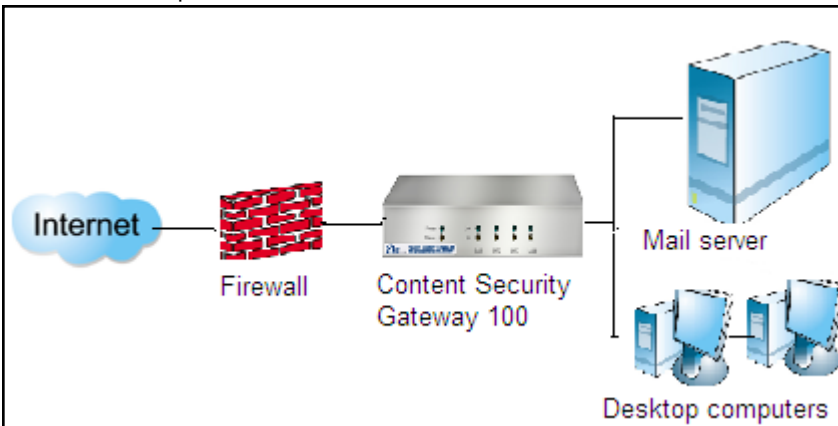 Internet
Firewall
Content Security
Gateway 100
Mail server
Desktop computers